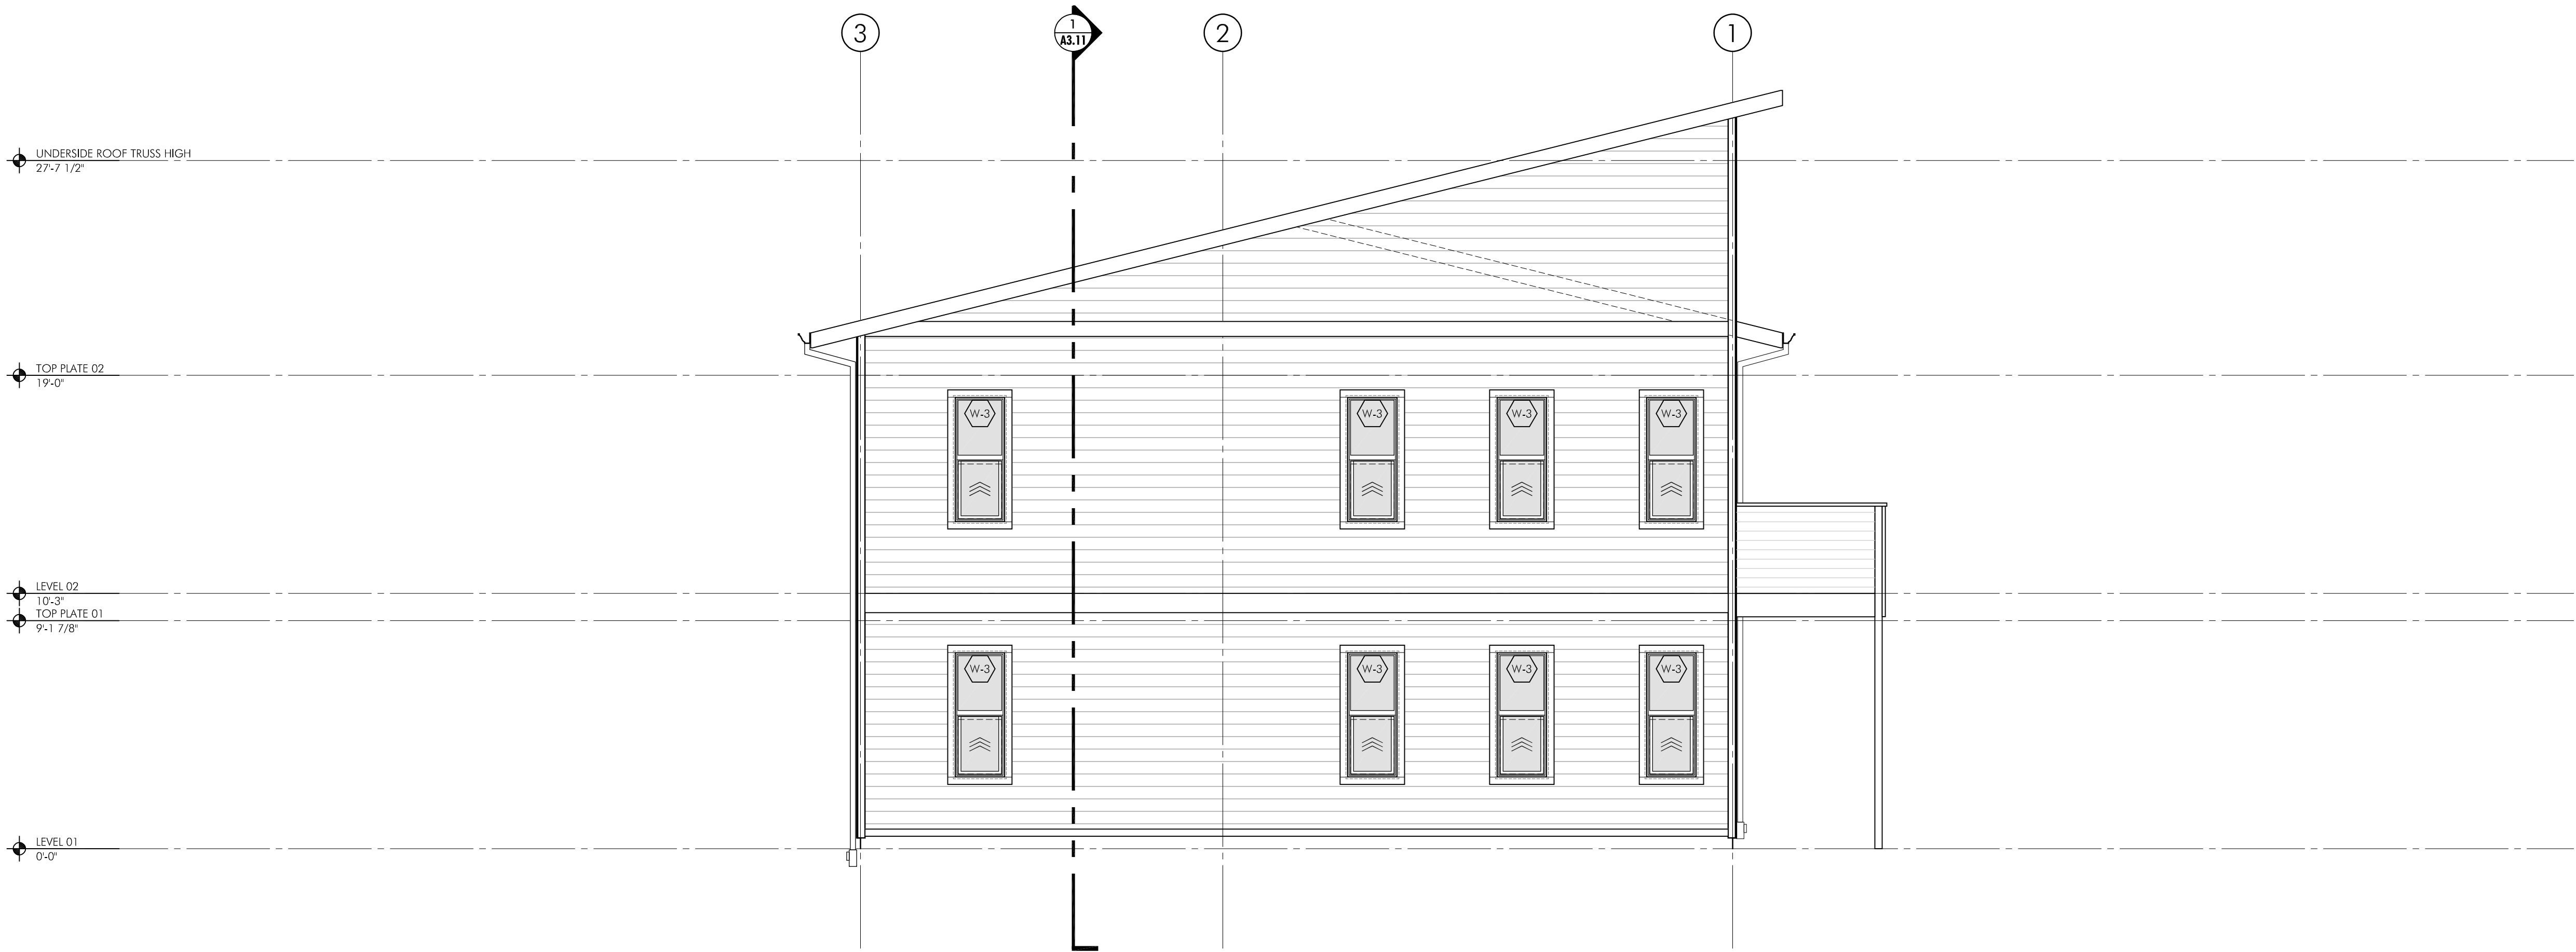 3
1
A3.11
2
1
UNDERSIDE ROOF TRUSS HIGH
27'-7 1/2"
TOP PLATE 02
19'-0"
W-3
W-3
W-3
W-3
LEVEL 02
10'-3"
TOP PLATE 01
9'-1 7/8"
W-3
W-3
W-3
W-3
LEVEL 01
0'-0"